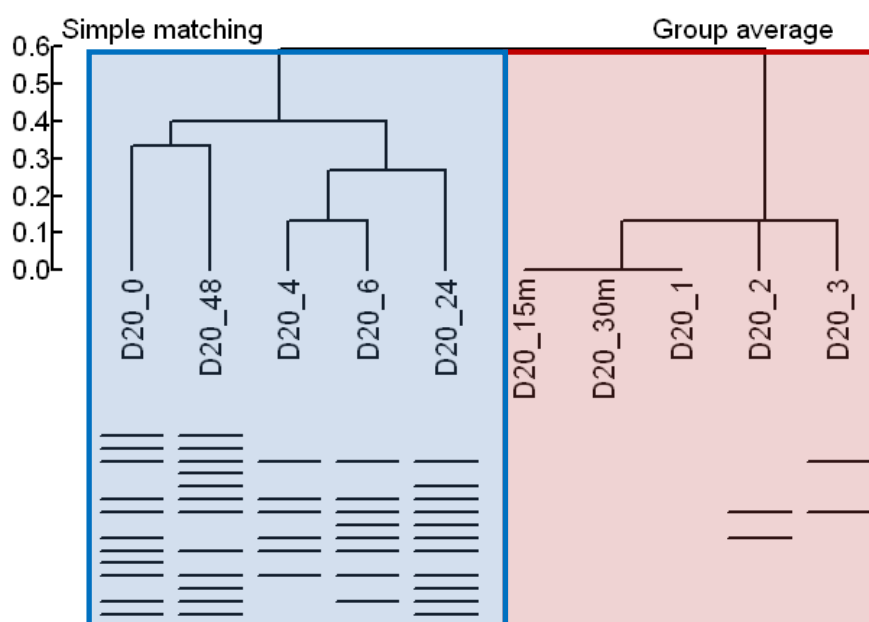 Simple matching
Group average
0.6
0.5
0.4
0.3
0.2
0.1
0.0
D20_0
D20_48
D20_4
D20_6
D20_24
D20_15m
D20_30m
D20_1
D20_2
D20_3